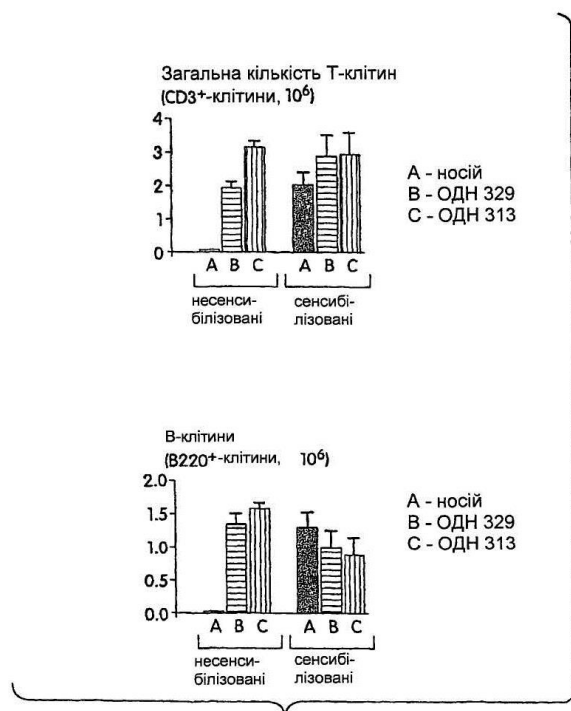 Загальна кількість Т-клітин
(CD3+-клітини, 10⁶)
4
3
2
1
0
A B C A B C
несенси-
білізовані
сенсибі-
лізовані
А - носій
В - ОДН 329
С - ОДН 313
В-клітини
(B220+-клітини, 10⁶)
2.0
1.5
1.0
0.5
0.0
A B C A B C
несенси-
білізовані
сенсибі-
лізовані
А - носій
В - ОДН 329
С - ОДН 313